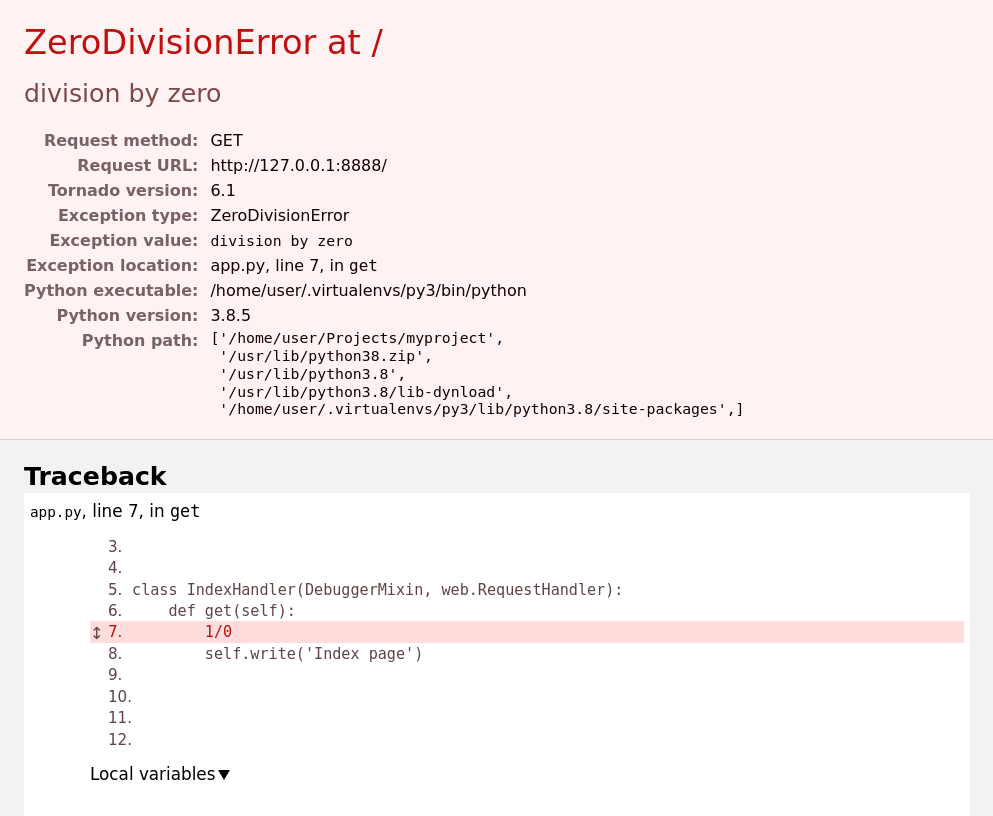 ZeroDivisionError at /
division by zero
Request method: GET
Request URL: http://127.0.0.1:8888/
Tornado version: 6.1
Exception type: ZeroDivisionError
Exception value: division by zero
Exception location: app.py, line 7, in get
Python executable: /home/user/.virtualenvs/py3/bin/python
Python version: 3.8.5
Python path: ['/home/user/Projects/myproject',
'/usr/lib/python38.zip',
'/usr/lib/python3.8',
'/usr/lib/python3.8/lib-dynload',
'/home/user/.virtualenvs/py3/lib/python3.8/site-packages',]
Traceback
app.py, line 7, in get
3.
4.
5. class IndexHandler(DebuggerMixin, web.RequestHandler):
6.     def get(self):
↕ 7.         1/0
8.         self.write('Index page')
9.
10.
11.
12.
Local variables▼